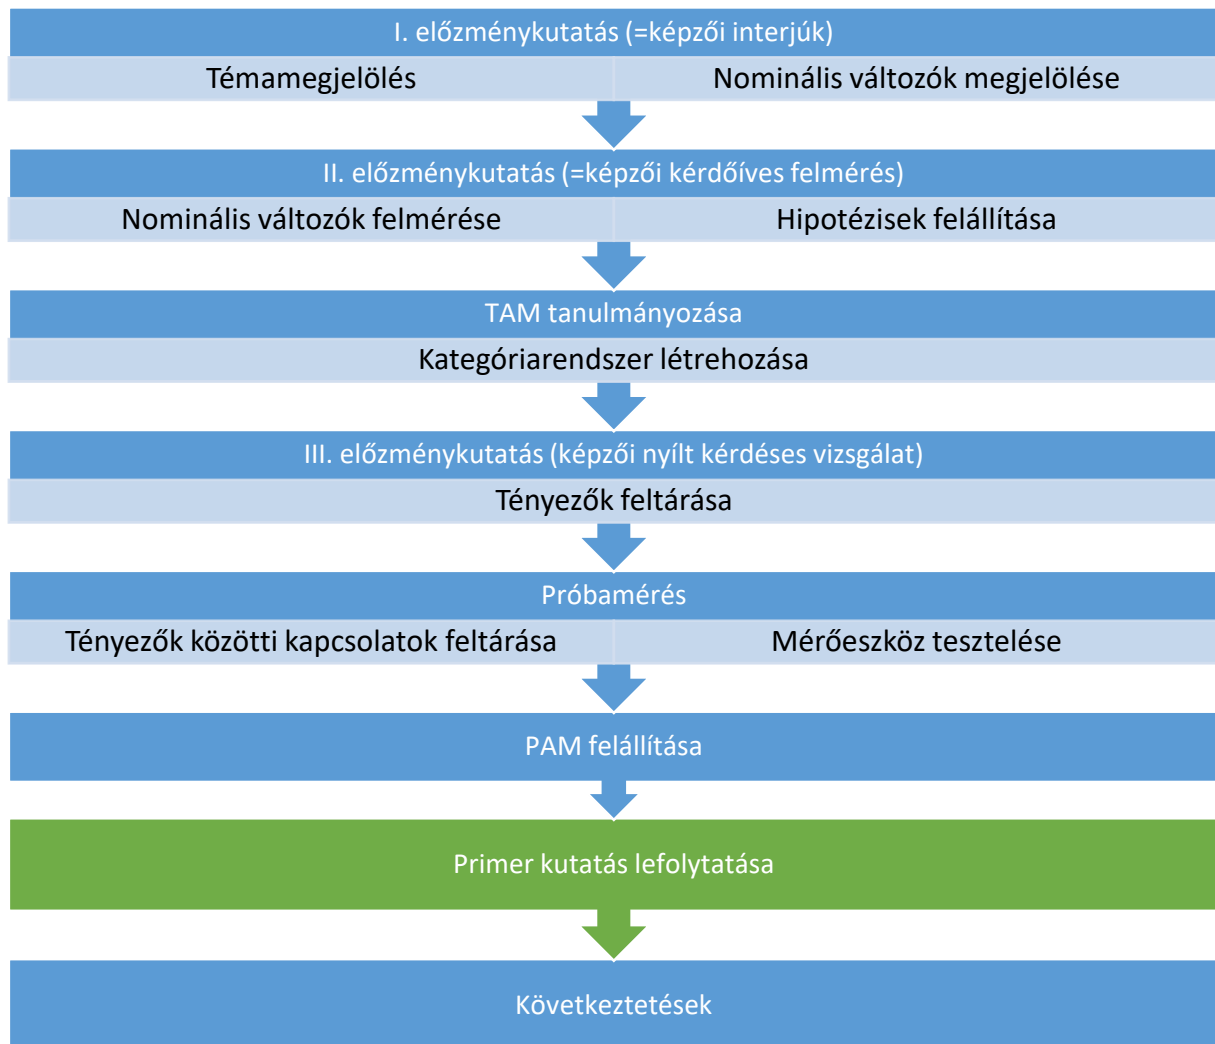 I. előzménykutatás (=képzői interjúk)
Témamegjelölés
Nominális változók megjelölése
II. előzménykutatás (=képzői kérdőíves felmérés)
Nominális változók felmérése
Hipotézisek felállítása
TAM tanulmányozása
Kategóriarendszer létrehozása
III. előzménykutatás (képzői nyílt kérdéses vizsgálat)
Tényezők feltárása
Próbamérés
Tényezők közötti kapcsolatok feltárása
Mérőeszköz tesztelése
PAM felállítása
Primer kutatás lefolytatása
Következtetések